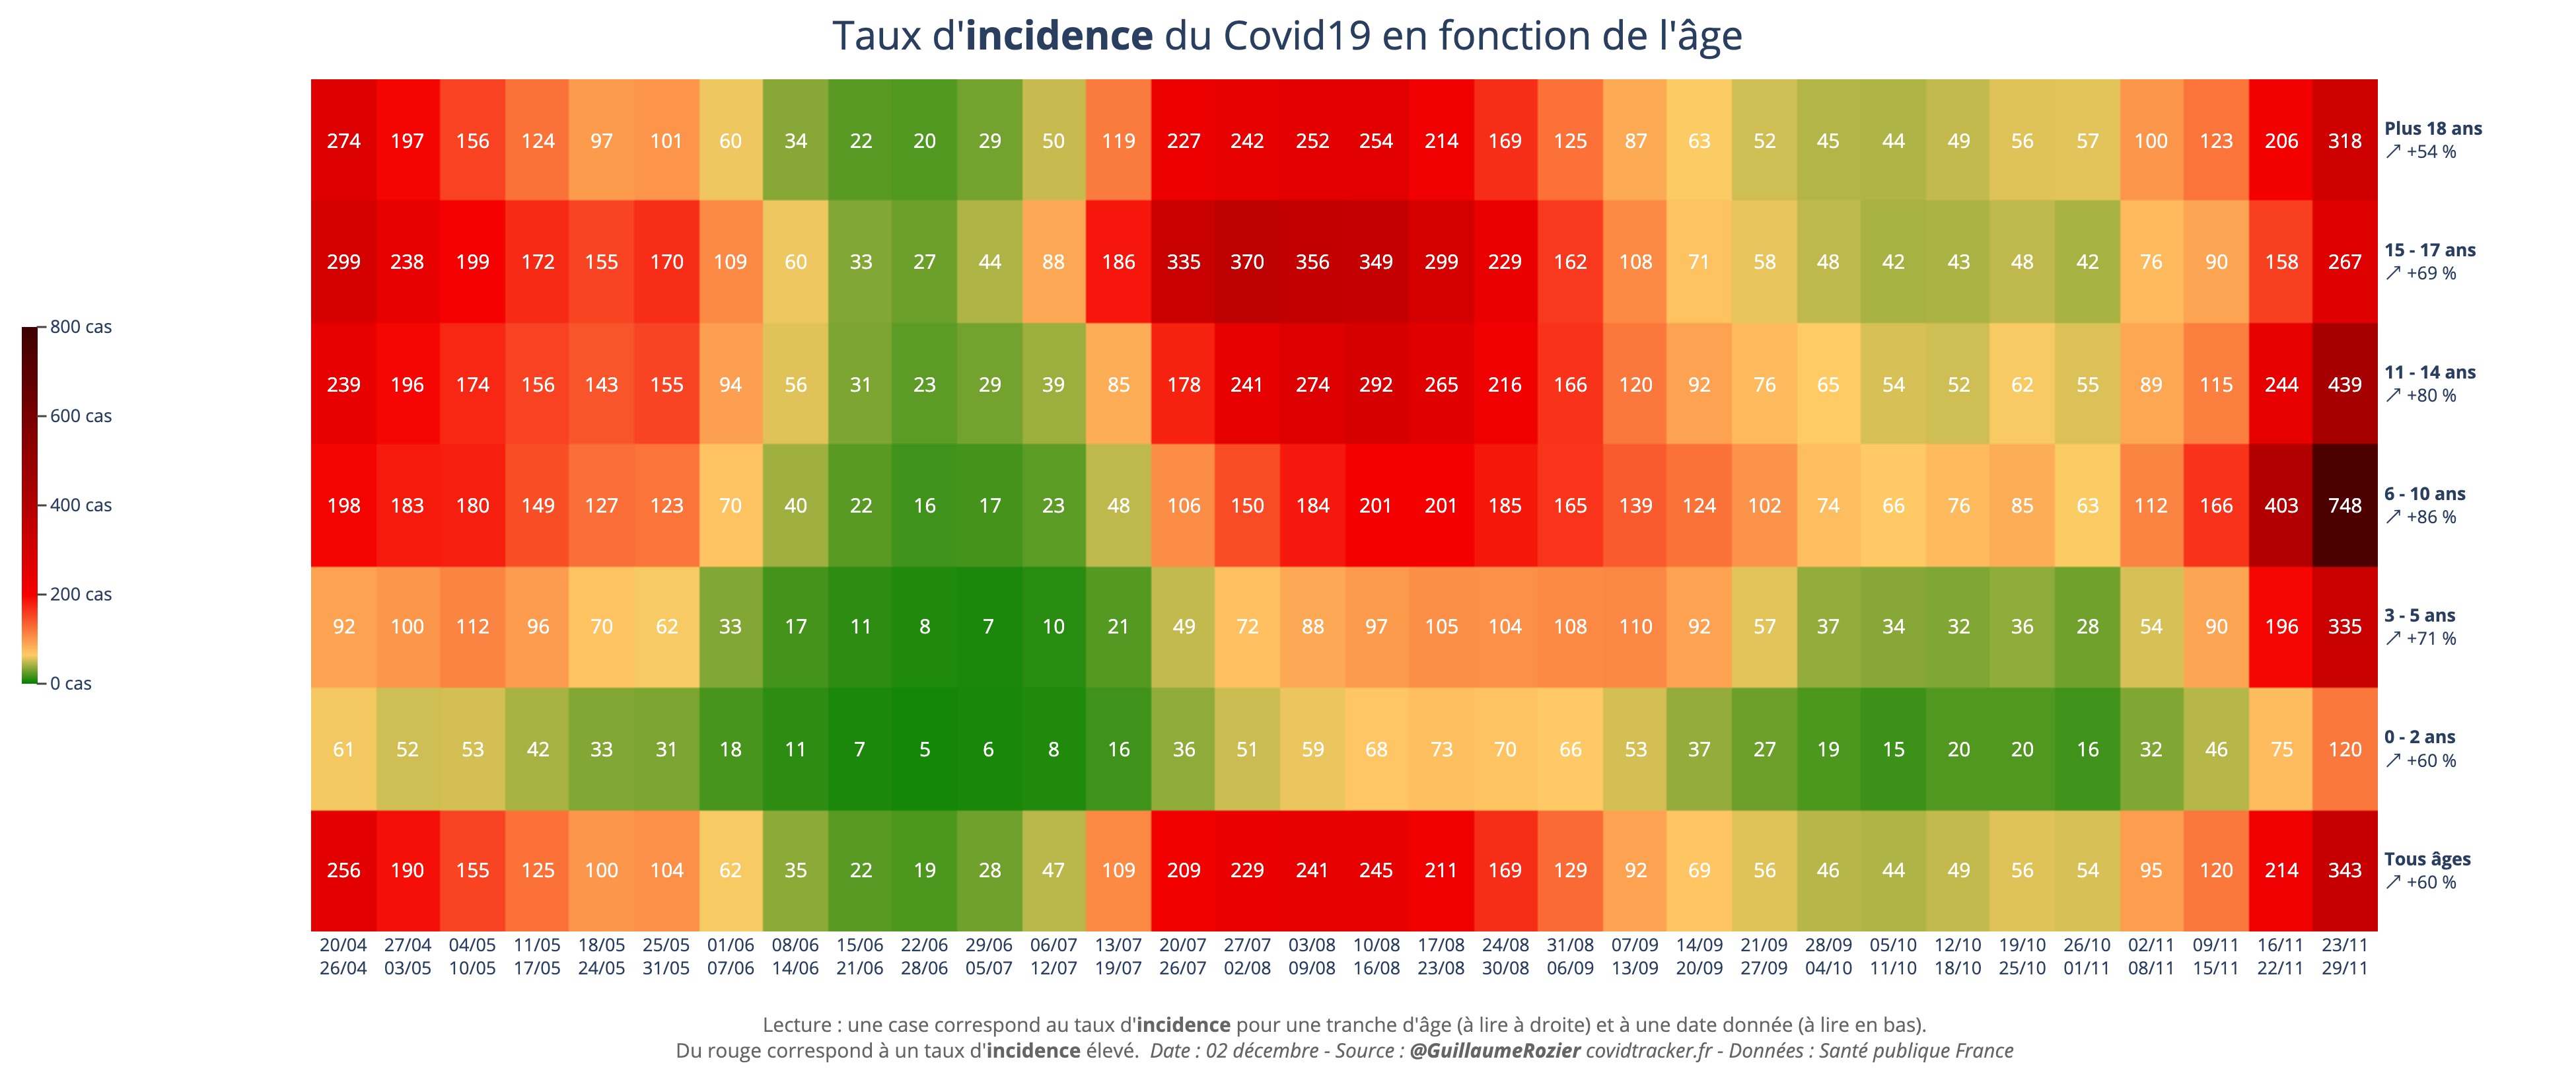 Taux d'incidence du Covid19 en fonction de l'âge
274 197 156 124 97 101 60 34 22 20 29 50 119 227 242 252 254 214 169 125 87 63 52 45 44 49 56 57 100 123 206 318
Plus 18 ans
↗ +54 %
299 238 199 172 155 170 109 60 33 27 44 88 186 335 370 356 349 299 229 162 108 71 58 48 42 43 48 42 76 90 158 267
15 - 17 ans
↗ +69 %
239 196 174 156 143 155 94 56 31 23 29 39 85 178 241 274 292 265 216 166 120 92 76 65 54 52 62 55 89 115 244 439
11 - 14 ans
↗ +80 %
198 183 180 149 127 123 70 40 22 16 17 23 48 106 150 184 201 201 185 165 139 124 102 74 66 76 85 63 112 166 403 748
6 - 10 ans
↗ +86 %
92 100 112 96 70 62 33 17 11 8 7 10 21 49 72 88 97 105 104 108 110 92 57 37 34 32 36 28 54 90 196 335
3 - 5 ans
↗ +71 %
61 52 53 42 33 31 18 11 7 5 6 8 16 36 51 59 68 73 70 66 53 37 27 19 15 20 20 16 32 46 75 120
0 - 2 ans
↗ +60 %
256 190 155 125 100 104 62 35 22 19 28 47 109 209 229 241 245 211 169 129 92 69 56 46 44 49 56 54 95 120 214 343
Tous âges
↗ +60 %
800 cas
600 cas
400 cas
200 cas
0 cas
20/04 27/04 04/05 11/05 18/05 25/05 01/06 08/06 15/06 22/06 29/06 06/07 13/07 20/07 27/07 03/08 10/08 17/08 24/08 31/08 07/09 14/09 21/09 28/09 05/10 12/10 19/10 26/10 02/11 09/11 16/11 23/11
26/04 03/05 10/05 17/05 24/05 31/05 07/06 14/06 21/06 28/06 05/07 12/07 19/07 26/07 02/08 09/08 16/08 23/08 30/08 06/09 13/09 20/09 27/09 04/10 11/10 18/10 25/10 01/11 08/11 15/11 22/11 29/11
Lecture : une case correspond au taux d'incidence pour une tranche d'âge (à lire à droite) et à une date donnée (à lire en bas).
Du rouge correspond à un taux d'incidence élevé. Date : 02 décembre - Source : @GuillaumeRozier covidtracker.fr - Données : Santé publique France